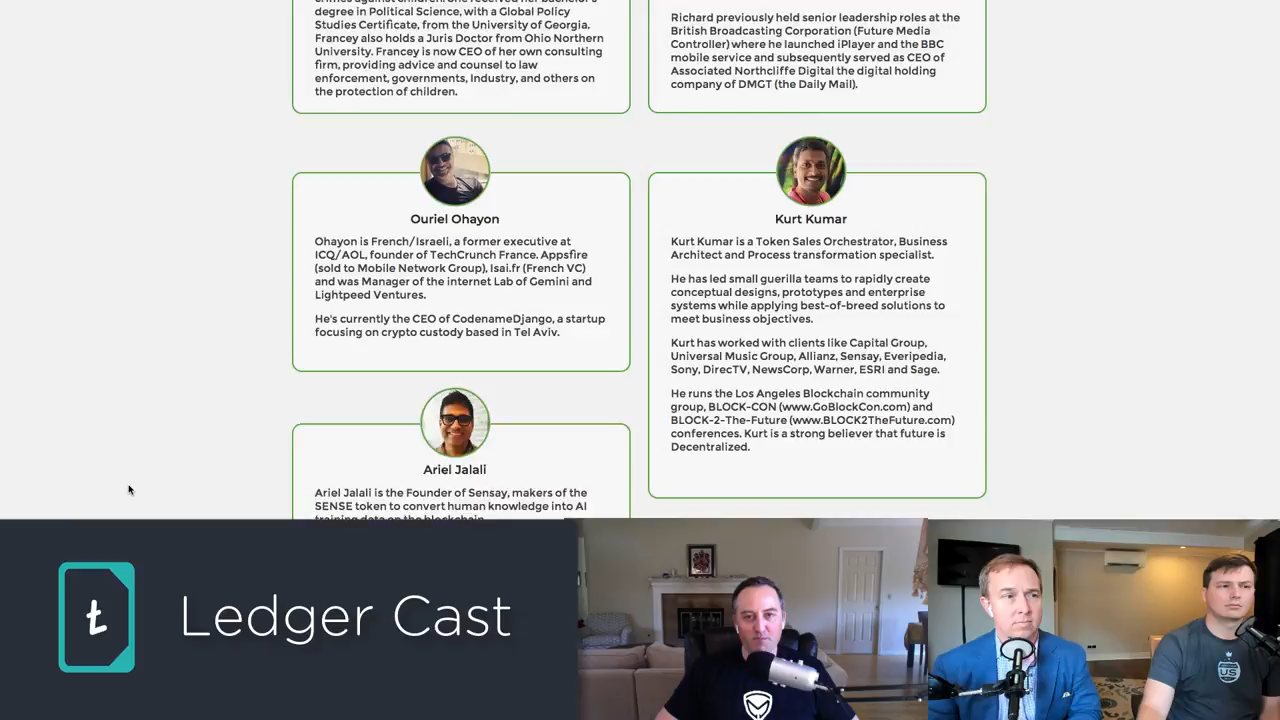 degree in Political Science, with a Global Policy
Studies Certificate, from the University of Georgia.
Francey also holds a Juris Doctor from Ohio Northern
University. Francey is now CEO of her own consulting
firm, providing advice and counsel to law
enforcement, governments, Industry, and others on
the protection of children.
Richard previously held senior leadership roles at the
British Broadcasting Corporation (Future Media
Controller) where he launched iPlayer and the BBC
mobile service and subsequently served as CEO of
Associated Northcliffe Digital the digital holding
company of DMGT (the Daily Mail).
Ouriel Ohayon
Ohayon is French/Israeli, a former executive at
ICQ/AOL, founder of TechCrunch France. Appsfire
(sold to Mobile Network Group), Isai.fr (French VC)
and was Manager of the internet Lab of Gemini and
Lightpeed Ventures.
He's currently the CEO of CodenameDjango, a startup
focusing on crypto custody based in Tel Aviv.
Kurt Kumar
Kurt Kumar is a Token Sales Orchestrator, Business
Architect and Process transformation specialist.
He has led small guerilla teams to rapidly create
conceptual designs, prototypes and enterprise
systems while applying best-of-breed solutions to
meet business objectives.
Kurt has worked with clients like Capital Group,
Universal Music Group, Allianz, Sensay, Everipedia,
Sony, DirecTV, NewsCorp, Warner, ESRI and Sage.
He runs the Los Angeles Blockchain community
group, BLOCK-CON (www.GoBlockCon.com) and
BLOCK-2-The-Future (www.BLOCK2TheFuture.com)
conferences. Kurt is a strong believer that future is
Decentralized.
Ariel Jalali
Ariel Jalali is the Founder of Sensay, makers of the
SENSE token to convert human knowledge into AI
training data on the blockchain
Ledger Cast
US